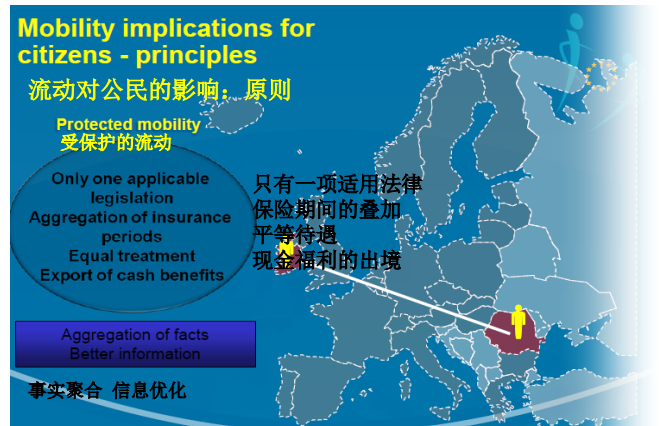 Mobility implications for
citizens - principles
流动对公民的影响：原则
Protected mobility
受保护的流动
Only one applicable
legislation
Aggregation of insurance
periods
Equal treatment
Export of cash benefits
只有一项适用法律
保险期间的叠加
平等待遇
现金福利的出境
Aggregation of facts
Better information
事实聚合 信息优化